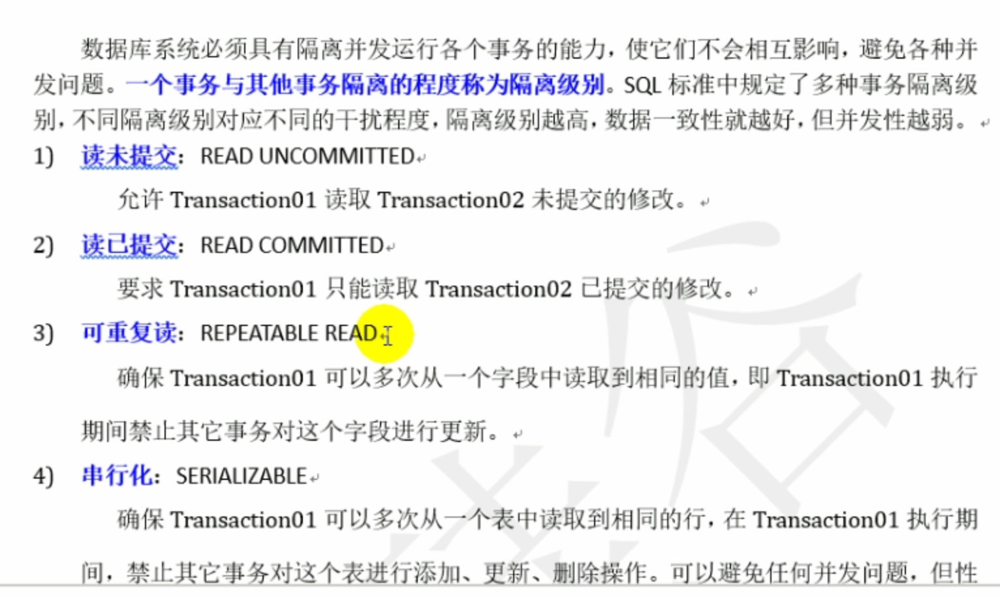 数据库系统必须具有隔离并发运行各个事务的能力，使它们不会相互影响，避免各种并
发问题。一个事务与其他事务隔离的程度称为隔离级别。SQL 标准中规定了多种事务隔离级
别，不同隔离级别对应不同的干扰程度，隔离级别越高，数据一致性就越好，但并发性越弱。
1) 读未提交：READ UNCOMMITTED
允许 Transaction01 读取 Transaction02 未提交的修改。
2) 读已提交：READ COMMITTED
要求 Transaction01 只能读取 Transaction02 已提交的修改。
3) 可重复读：REPEATABLE READ
确保 Transaction01 可以多次从一个字段中读取到相同的值，即 Transaction01 执行
期间禁止其它事务对这个字段进行更新。
4) 串行化：SERIALIZABLE
确保 Transaction01 可以多次从一个表中读取到相同的行，在 Transaction01 执行期
间，禁止其它事务对这个表进行添加、更新、删除操作。可以避免任何并发问题，但性